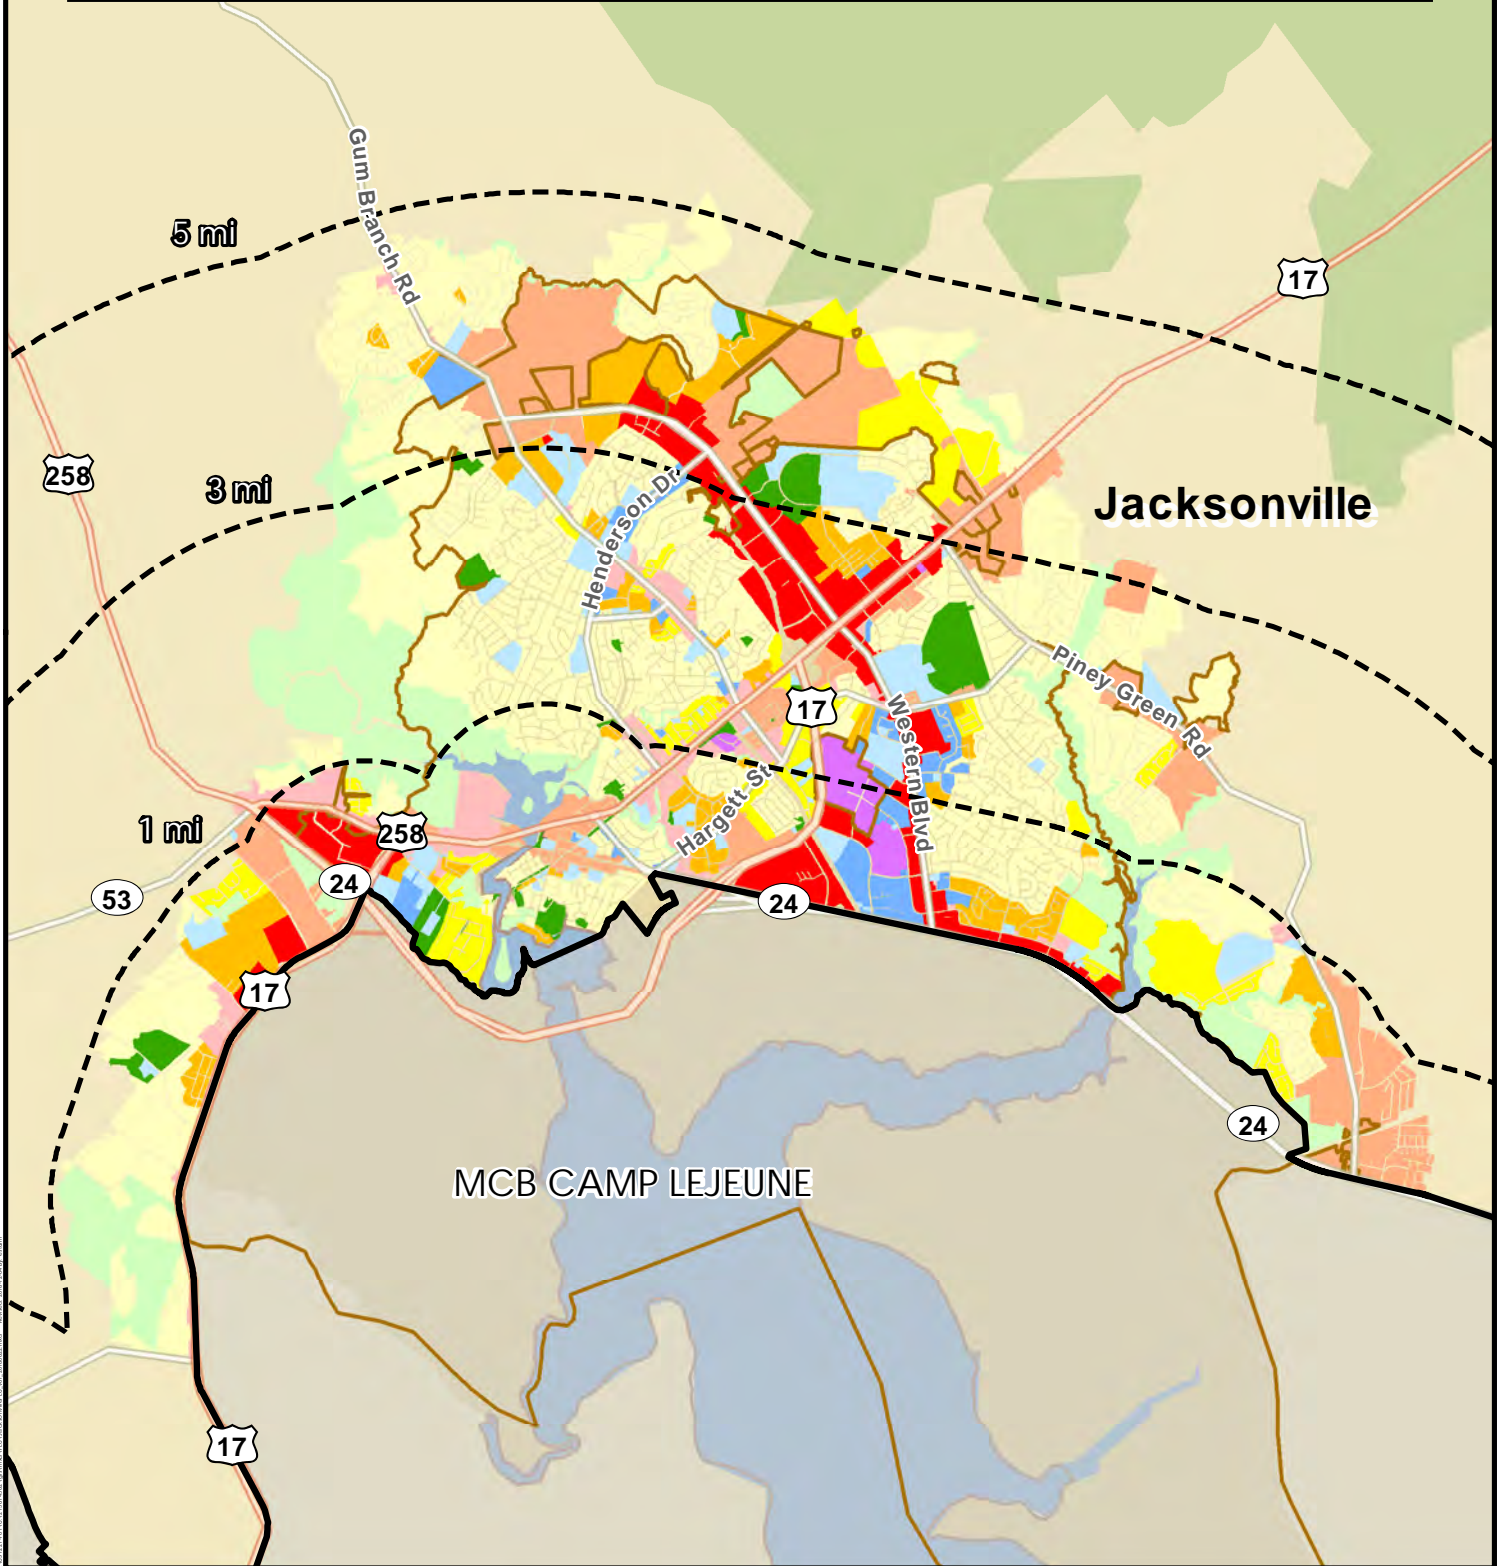 Gum Branch Rd
5 mi
17
258
3 mi
Henderson Dr
Jacksonville
Piney Green Rd
17
Western Blvd
Hargett St
1 mi
258
24
53
24
17
24
MCB CAMP LEJEUNE
17